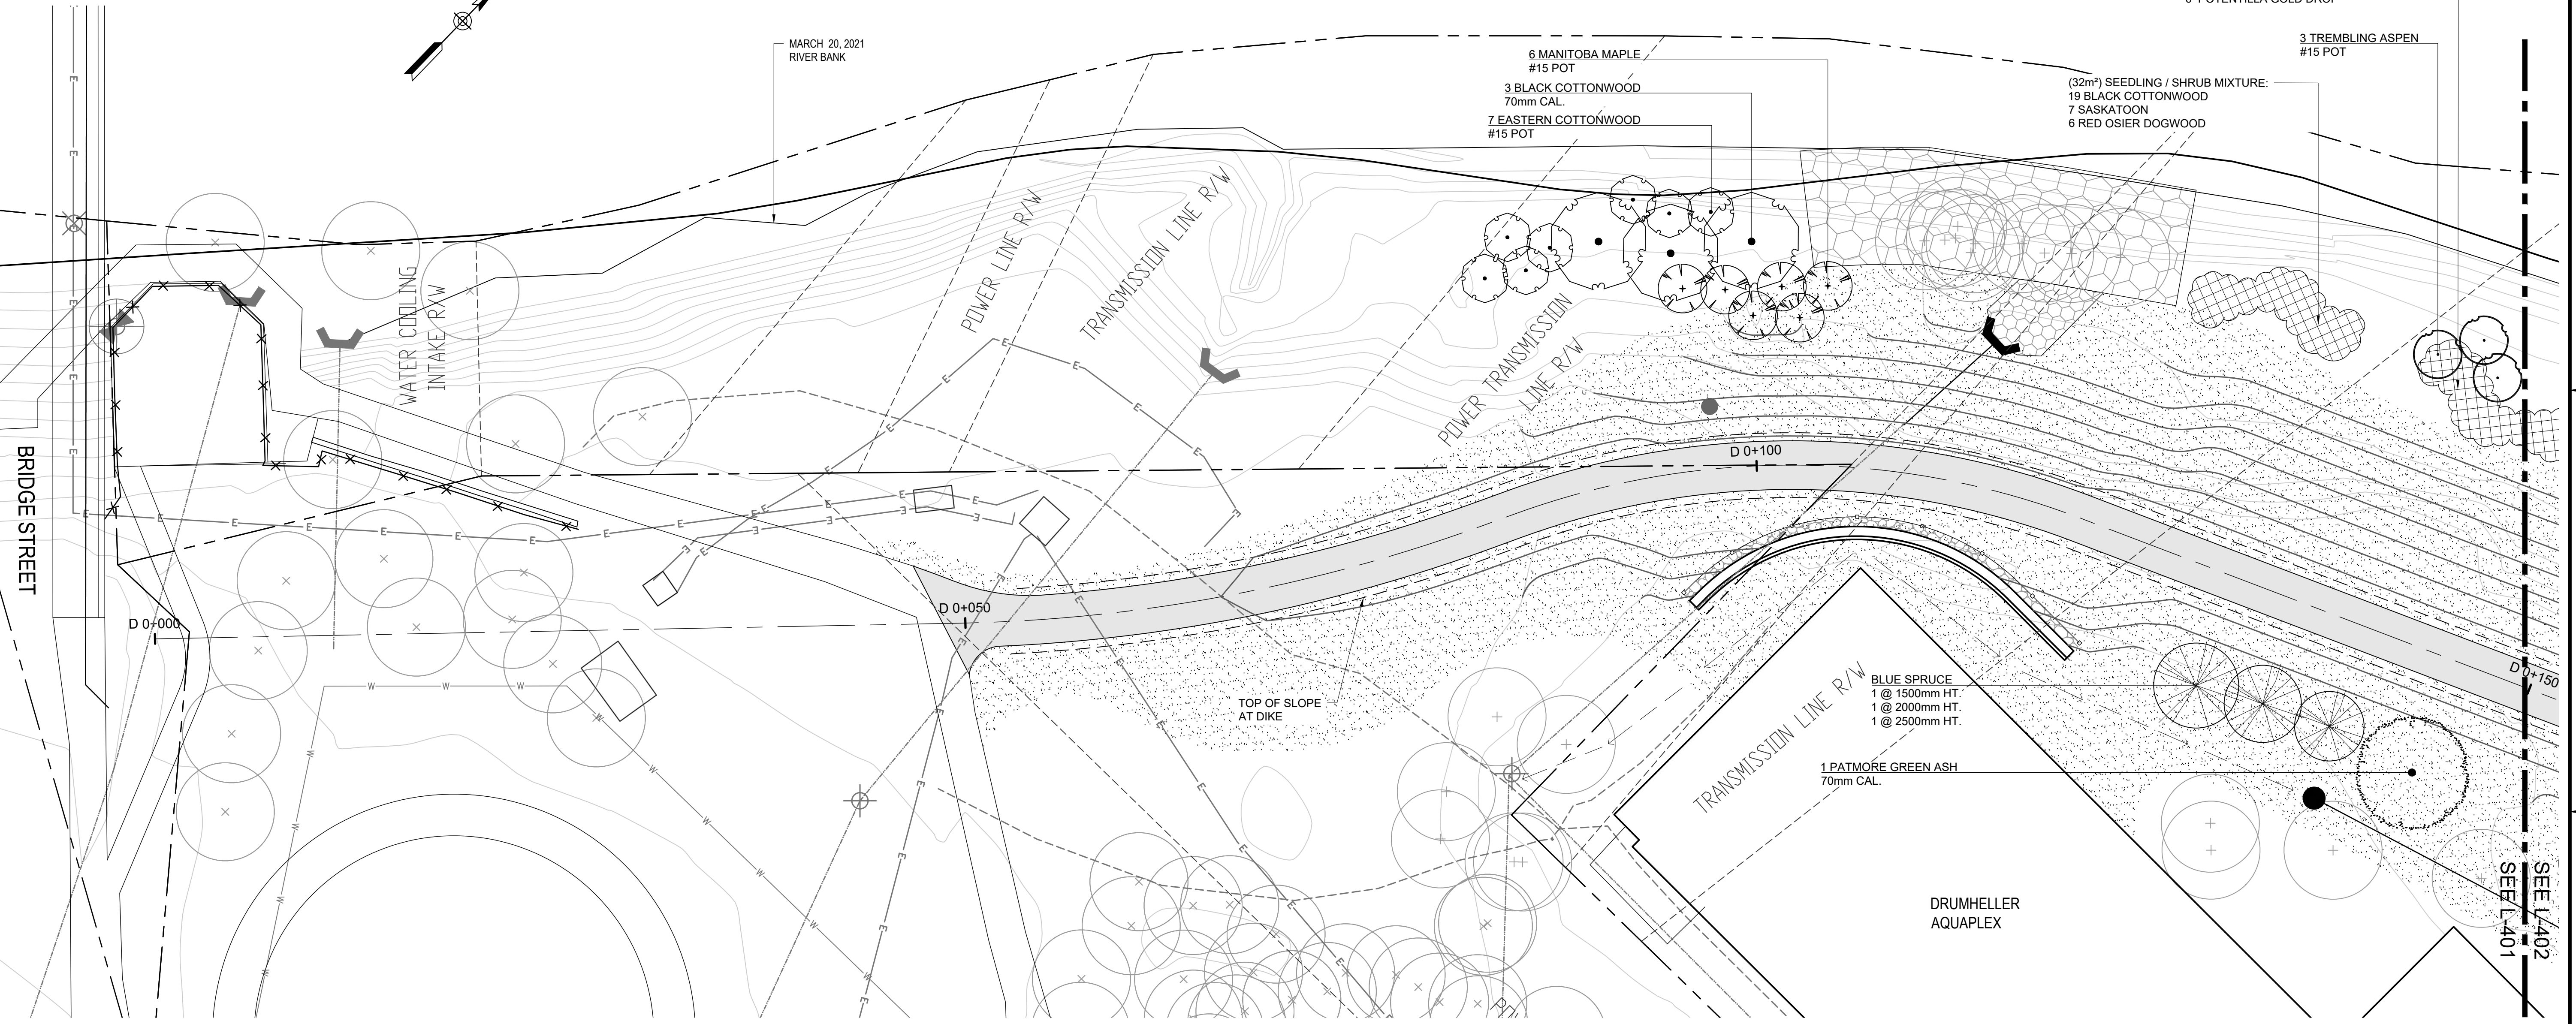 MARCH 20, 2021
RIVER BANK
6 MANITOBA MAPLE
#15 POT
3 BLACK COTTONWOOD
70mm CAL.
7 EASTERN COTTONWOOD
#15 POT
3 TREMBLING ASPEN
#15 POT
(32m²) SEEDLING / SHRUB MIXTURE:
19 BLACK COTTONWOOD
7 SASKATOON
6 RED OSIER DOGWOOD
WATER COOLING
INTAKE R/W
POWER LINE R/W
TRANSMISSION LINE R/W
POWER TRANSMISSION
LINE R/W
BRIDGE STREET
D 0+000
D 0+050
D 0+100
D 0+150
TOP OF SLOPE
AT DIKE
TRANSMISSION LINE R/W
BLUE SPRUCE
1 @ 1500mm HT.
1 @ 2000mm HT.
1 @ 2500mm HT.
1 PATMORE GREEN ASH
70mm CAL.
DRUMHELLER
AQUAPLEX
SEE L-401
SEE L-402